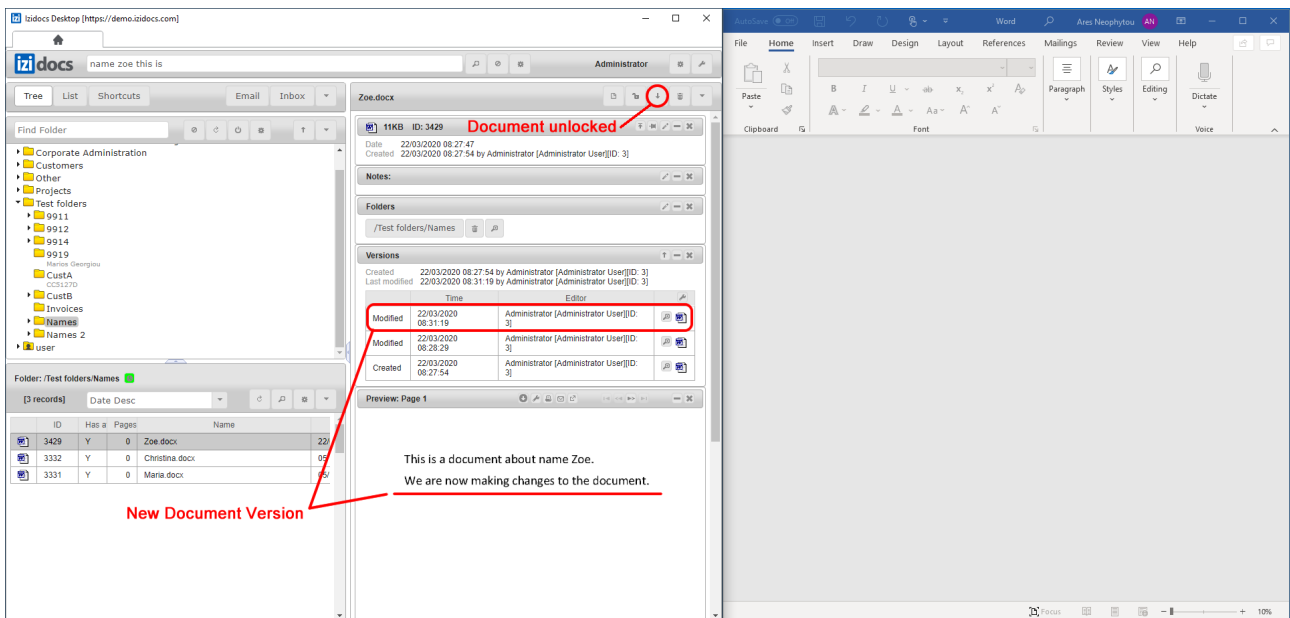 Izidocs Desktop [https://demo.izidocs.com]
izi docs
name zoe this is
Administrator
Tree List Shortcuts Email Inbox
Find Folder
Corporate Administration
Customers
Other
Projects
Test folders
9911
9912
9914
9919
Marios Georgiou
CustA
CC5127D
CustB
Invoices
Names
Names 2
user
Folder: /Test folders/Names
[3 records] Date Desc
ID Has a Pages Name
3429 Y 0 Zoe.docx 22/
3332 Y 0 Christina.docx 05
3331 Y 0 Maria.docx 05/
New Document Version
Zoe.docx
11KB ID: 3429 Document unlocked
Date 22/03/2020 08:27:47
Created 22/03/2020 08:27:54 by Administrator [Administrator User][ID: 3]
Notes:
Folders
/Test folders/Names
Versions
Created 22/03/2020 08:27:54 by Administrator [Administrator User][ID: 3]
Last modified 22/03/2020 08:31:19 by Administrator [Administrator User][ID: 3]
Time Editor
Modified 22/03/2020 08:31:19 Administrator [Administrator User][ID: 3]
Modified 22/03/2020 08:28:29 Administrator [Administrator User][ID: 3]
Created 22/03/2020 08:27:54 Administrator [Administrator User][ID: 3]
Preview: Page 1
This is a document about name Zoe.
We are now making changes to the document.
AutoSave Off Word Ares Neophytou AN
File Home Insert Draw Design Layout References Mailings Review View Help
B I U ab x x
A A Aa A A
Paste Paragraph Styles Editing Dictate
Clipboard Font Voice
Focus 10%